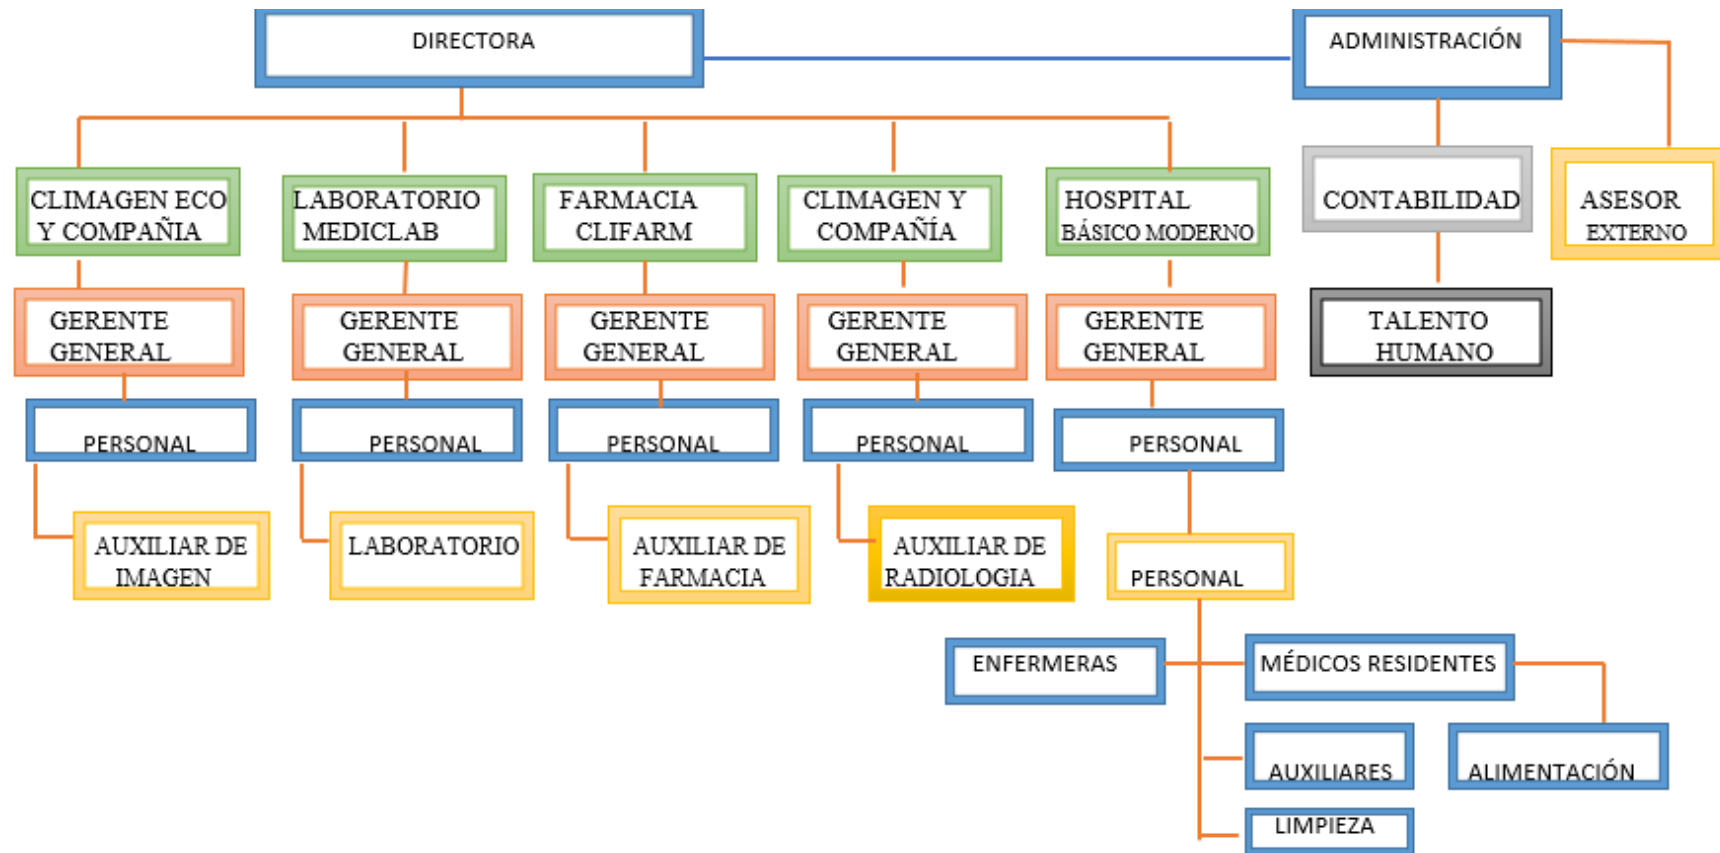 DIRECTORA
ADMINISTRACIÓN
CLIMAGEN ECO
Y COMPAÑIA
LABORATORIO
MEDICLAB
FARMACIA
CLIFARM
CLIMAGEN Y
COMPAÑÍA
HOSPITAL
BÁSICO MODERNO
CONTABILIDAD
ASESOR
EXTERNO
GERENTE
GENERAL
GERENTE
GENERAL
GERENTE
GENERAL
GERENTE
GENERAL
GERENTE
GENERAL
TALENTO
HUMANO
PERSONAL
PERSONAL
PERSONAL
PERSONAL
PERSONAL
AUXILIAR DE
IMAGEN
LABORATORIO
AUXILIAR DE
FARMACIA
AUXILIAR DE
RADIOLOGIA
PERSONAL
ENFERMERAS
MÉDICOS RESIDENTES
AUXILIARES
ALIMENTACIÓN
LIMPIEZA